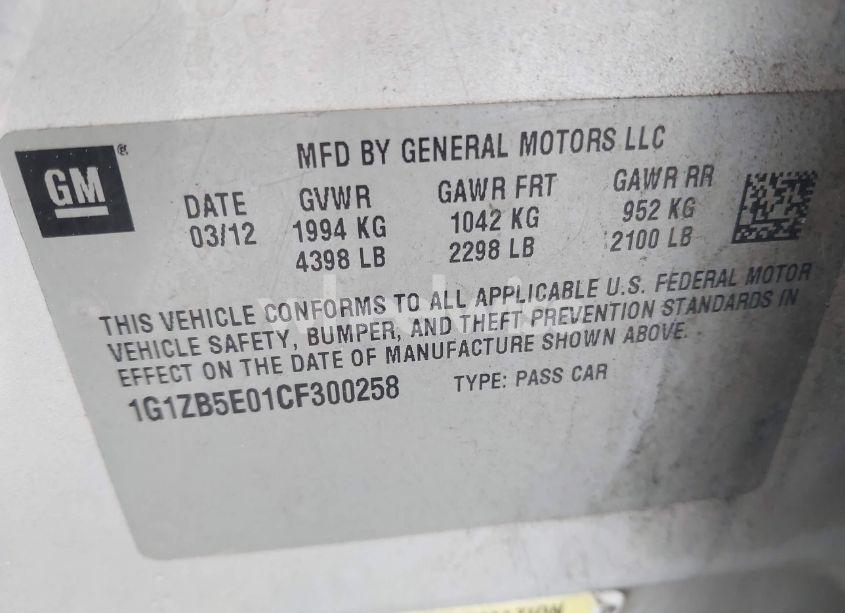 GM®
MFD BY GENERAL MOTORS LLC
DATE GVWR GAWR FRT GAWR RR
03/12 1994 KG 1042 KG 952 KG
4398 LB 2298 LB 2100 LB
THIS VEHICLE CONFORMS TO ALL APPLICABLE U.S. FEDERAL MOTOR
VEHICLE SAFETY, BUMPER, AND THEFT PREVENTION STANDARDS IN
EFFECT ON THE DATE OF MANUFACTURE SHOWN ABOVE.
1G1ZB5E01CF300258 TYPE: PASS CAR